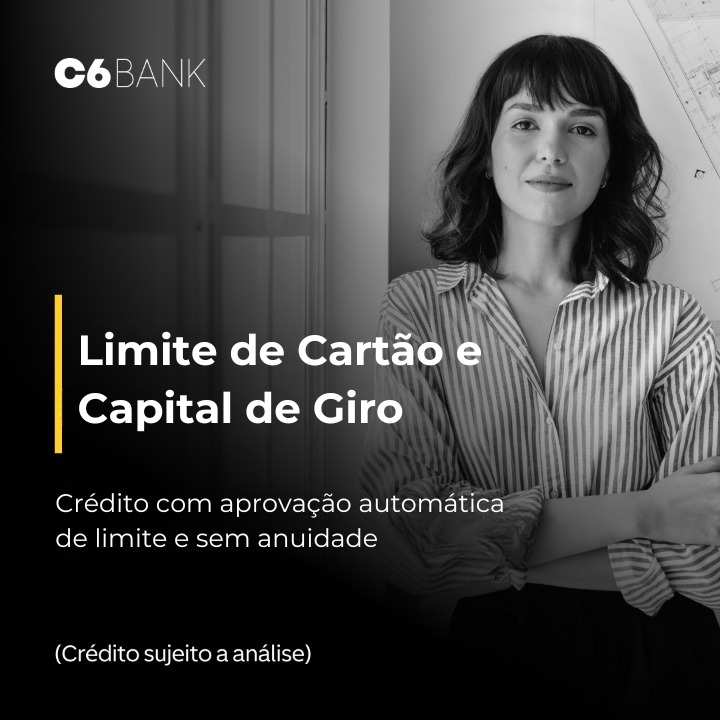 C6 BANK
Limite de Cartão e
Capital de Giro
Crédito com aprovação automática
de limite e sem anuidade
(Crédito sujeito a análise)